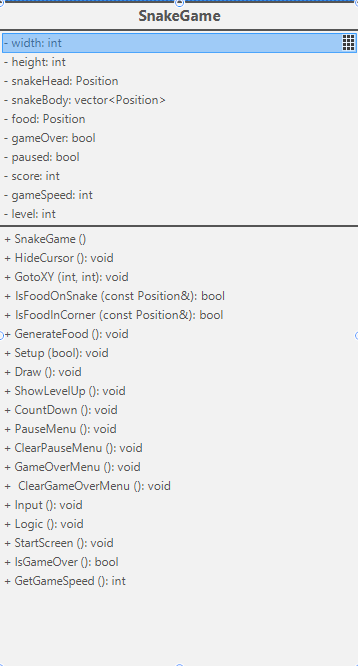 SnakeGame
- width: int
- height: int
- snakeHead: Position
- snakeBody: vector<Position>
- food: Position
- gameOver: bool
- paused: bool
- score: int
- gameSpeed: int
- level: int
+ SnakeGame ()
+ HideCursor (): void
+ GotoXY (int, int): void
+ IsFoodOnSnake (const Position&): bool
+ IsFoodInCorner (const Position&): bool
+ GenerateFood (): void
+ Setup (bool): void
+ Draw (): void
+ ShowLevelUp (): void
+ CountDown (): void
+ PauseMenu (): void
+ ClearPauseMenu (): void
+ GameOverMenu (): void
+ ClearGameOverMenu (): void
+ Input (): void
+ Logic (): void
+ StartScreen (): void
+ IsGameOver (): bool
+ GetGameSpeed (): int